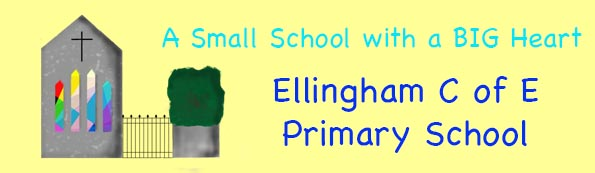 A Small School with a BIG Heart
Ellingham C of E
Primary School